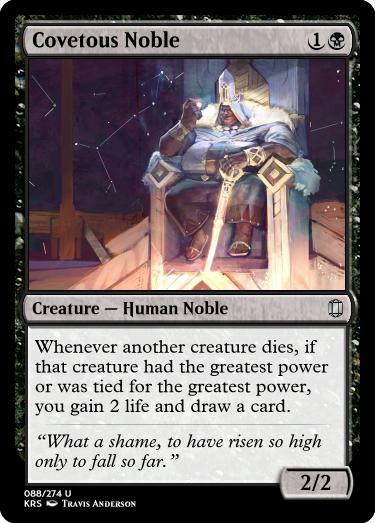 Covetous Noble 1
Creature — Human Noble
Whenever another creature dies, if
that creature had the greatest power
or was tied for the greatest power,
you gain 2 life and draw a card.
“What a shame, to have risen so high
only to fall so far.”
2/2
088/274 U
KRS Travis Anderson